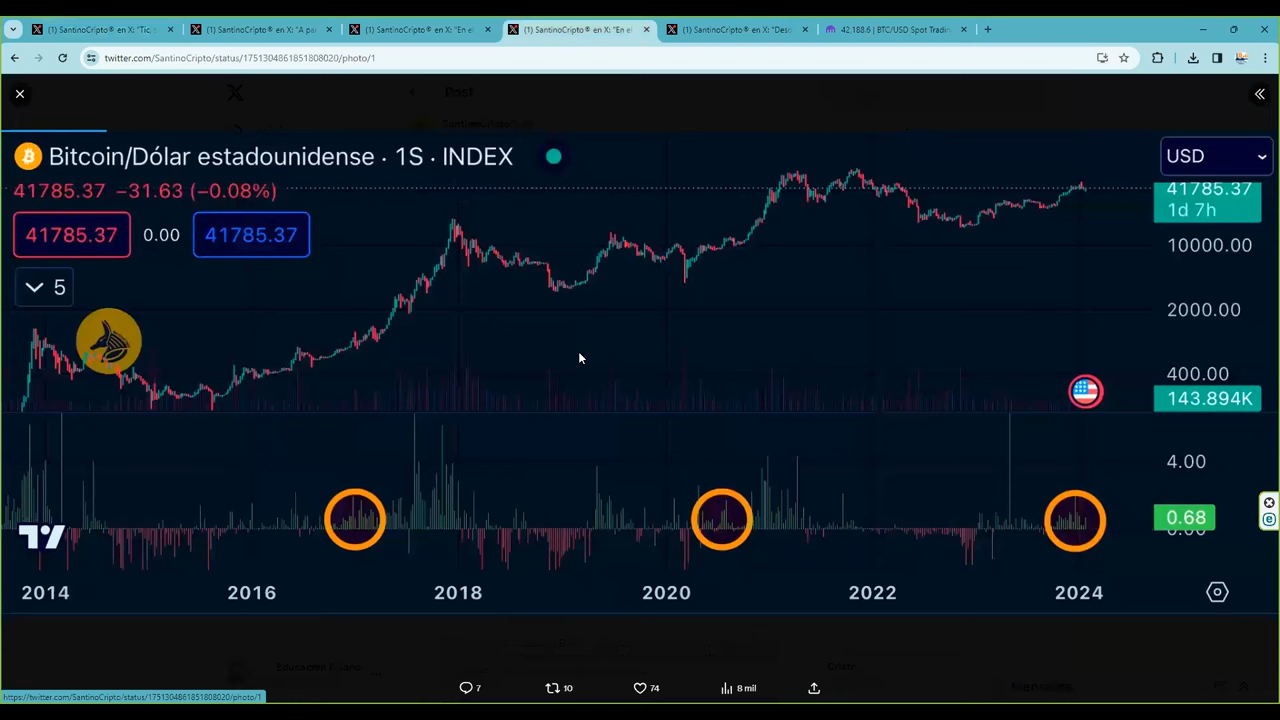 (1) SantinoCripto® en X: "Tic, s
(1) SantinoCripto® en X: "A par
(1) SantinoCripto® en X: "En el
(1) SantinoCripto® en X: "En el
(1) SantinoCripto® en X: "Desd
42,188.6 | BTC/USD Spot Tradin
twitter.com/SantinoCripto/status/1751304861851808020/photo/1
Post
Bitcoin/Dólar estadounidense · 1S · INDEX
USD
41785.37 −31.63 (−0.08%)
41785.37
1d 7h
41785.37 0.00 41785.37
10000.00
5
2000.00
400.00
143.894K
4.00
0.68
0.00
2014 2016 2018 2020 2022 2024
7 10 74 8 mil
https://twitter.com/SantinoCripto/status/1751304861851808020/photo/1